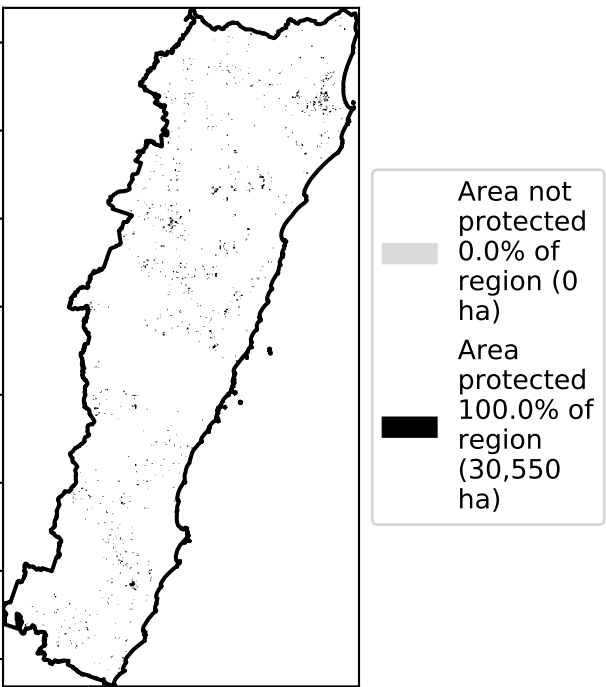 Area not
protected
0.0% of
region (0
ha)
Area
protected
100.0% of
region
(30,550
ha)